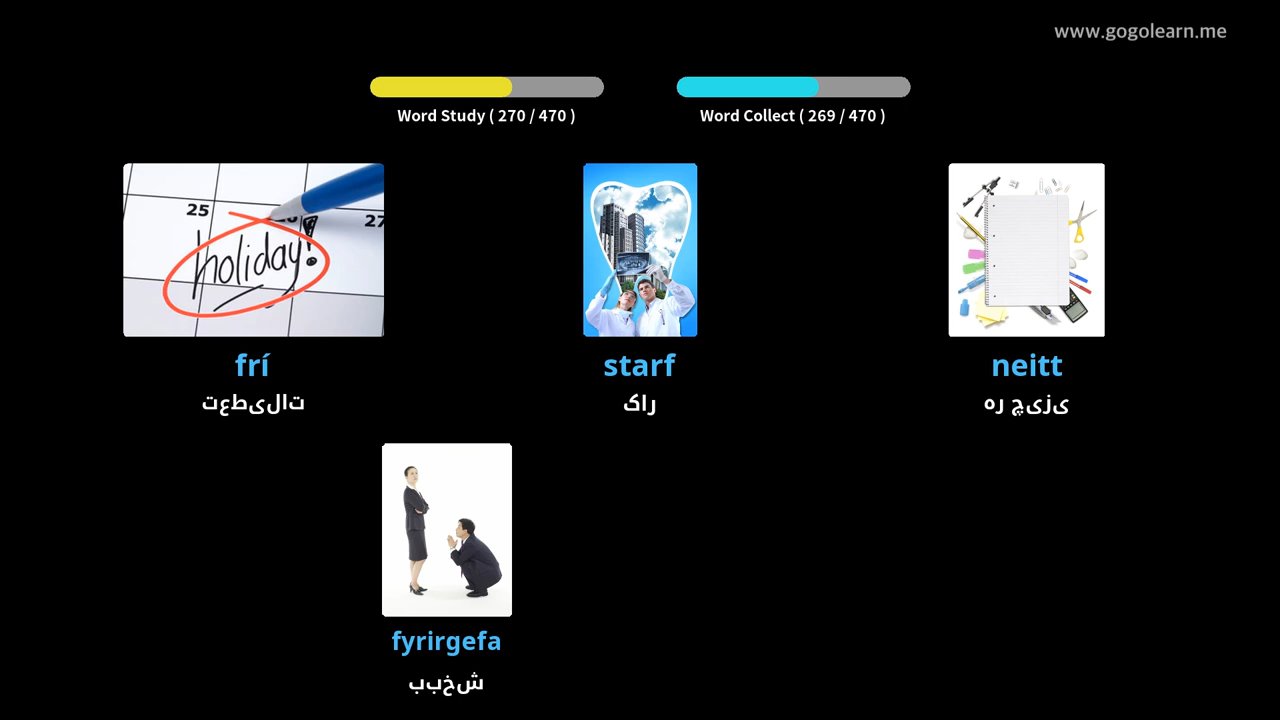 www.gogolearn.me
Word Study ( 270 / 470 )
Word Collect ( 269 / 470 )
25
26
27
holiday!
frí
starf
neitt
تالیطعت
راک
یزیچ ره
fyrirgefa
شخبب